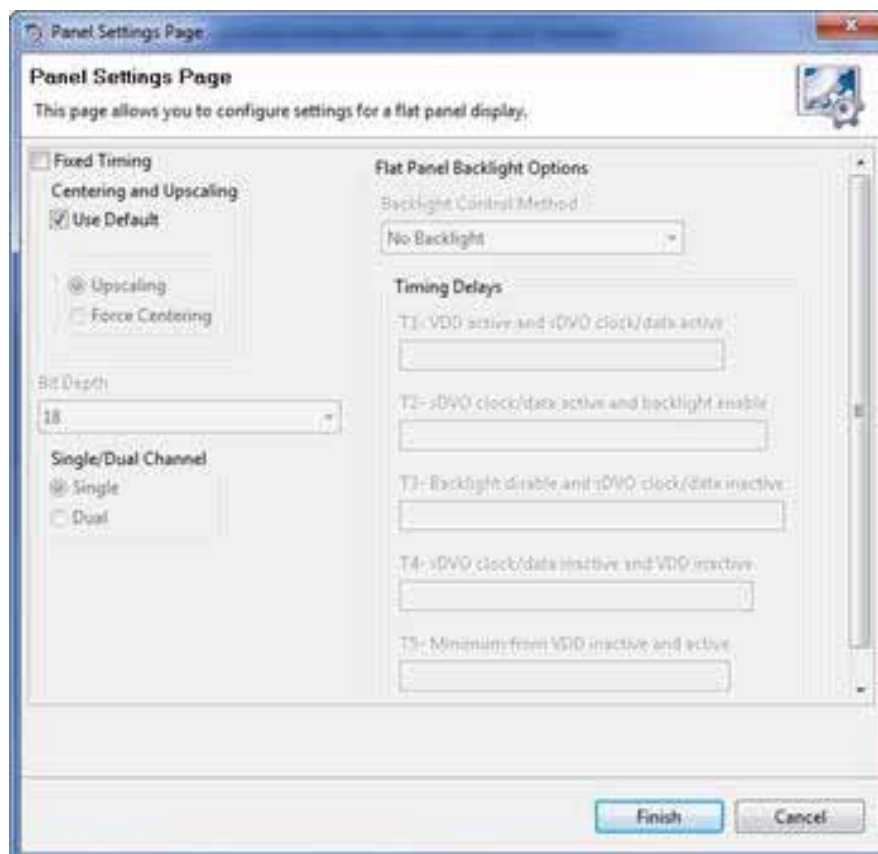 Panel Settings Page
Panel Settings Page
This page allows you to configure settings for a flat panel display.
Fixed Timing
Centering and Upscaling
Use Default
Upscaling
Force Centering
Bit Depth
18
Single/Dual Channel
Single
Dual
Flat Panel Backlight Options
Backlight Control Method
No Backlight
Timing Delays
T1- VDD active and sDVO clock/data active
T2- sDVO clock/data active and backlight enable
T3- Backlight disable and sDVO clock/data inactive
T4- sDVO clock/data inactive and VDD inactive
T5- Minimum from VDD inactive and active
Finish
Cancel